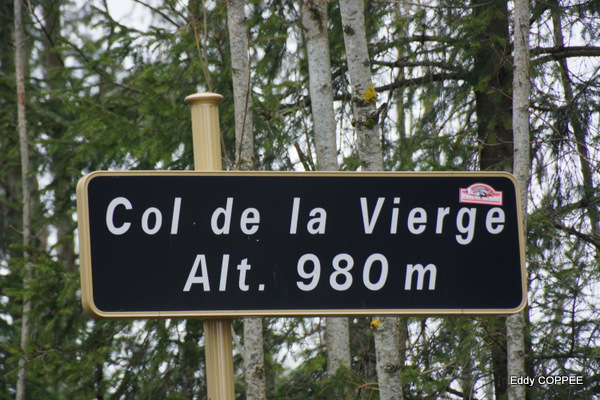 Col de la Vierge
Alt. 980 m
Eddy COPPEE